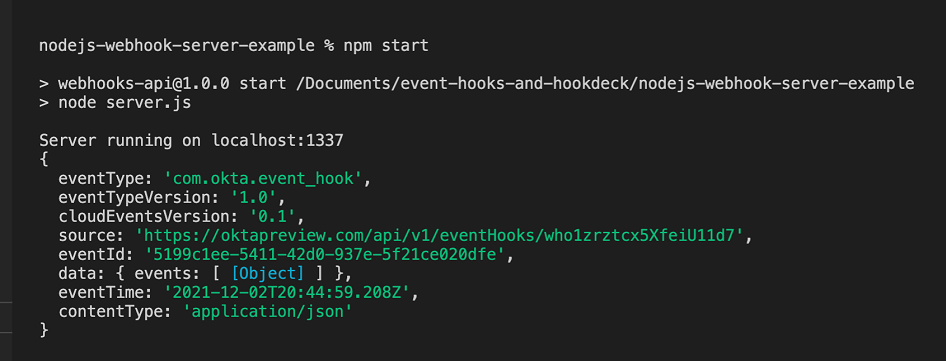 nodejs-webhook-server-example % npm start
> webhooks-api@1.0.0 start /Documents/event-hooks-and-hookdeck/nodejs-webhook-server-example
> node server.js
Server running on localhost:1337
{
  eventType: 'com.okta.event_hook',
  eventTypeVersion: '1.0',
  cloudEventsVersion: '0.1',
  source: 'https://oktapreview.com/api/v1/eventHooks/who1zrztcx5XfeiU11d7',
  eventId: '5199c1ee-5411-42d0-937e-5f21ce020dfe',
  data: { events: [ [Object] ] },
  eventTime: '2021-12-02T20:44:59.208Z',
  contentType: 'application/json'
}